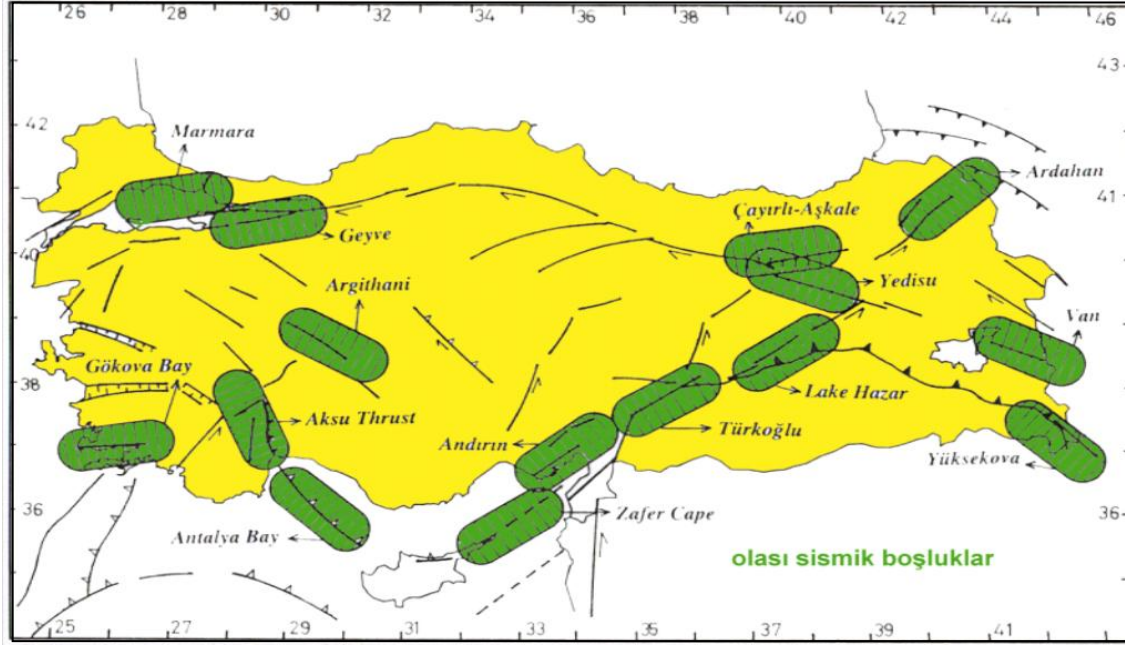 26 28 30 32 34 36 38 40 42 44 46
43
42
Marmara
Ardahan
41
Çayırlı-Aşkale
Geyve
40
Argithani
Yedisu
Van
39
Gökova Bay
38
Lake Hazar
Aksu Thrust
Türkoğlu
Andırın
37
Yüksekova
36
Zafer Cape
36
Antalya Bay
olası sismik boşluklar
25 27 29 31 33 35 37 39 41